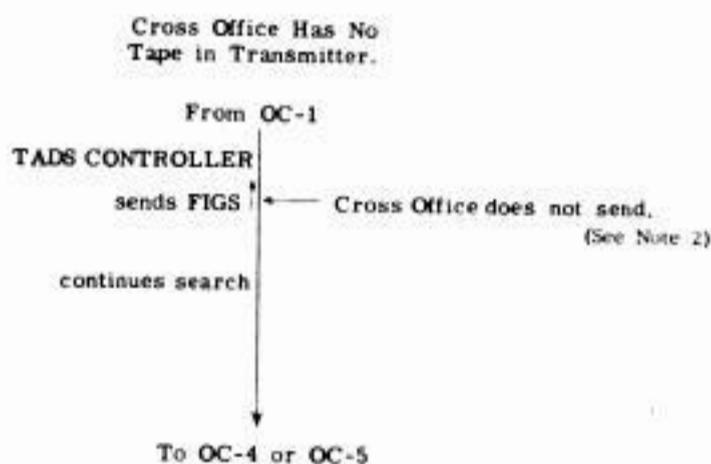 Cross Office Has No
Tape in Transmitter.
From OC-1
TADS CONTROLLER
sends FIGS
Cross Office does not send.
(See Note 2)
continues search
To OC-4 or OC-5